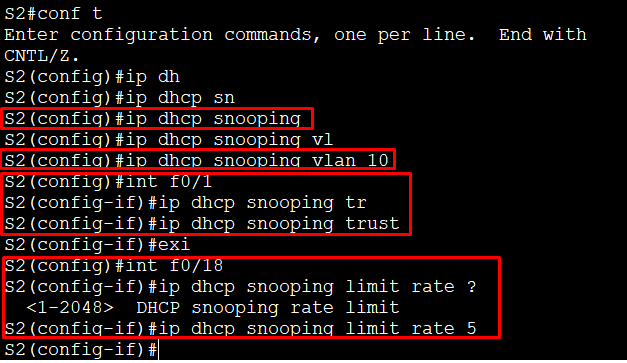 S2#conf t
Enter configuration commands, one per line.  End with
CNTL/Z.
S2(config)#ip dh
S2(config)#ip dhcp sn
S2(config)#ip dhcp snooping
S2(config)#ip dhcp snooping vl
S2(config)#ip dhcp snooping vlan 10
S2(config)#int f0/1
S2(config-if)#ip dhcp snooping tr
S2(config-if)#ip dhcp snooping trust
S2(config-if)#exi
S2(config)#int f0/18
S2(config-if)#ip dhcp snooping limit rate ?
  <1-2048>  DHCP snooping rate limit
S2(config-if)#ip dhcp snooping limit rate 5
S2(config-if)#